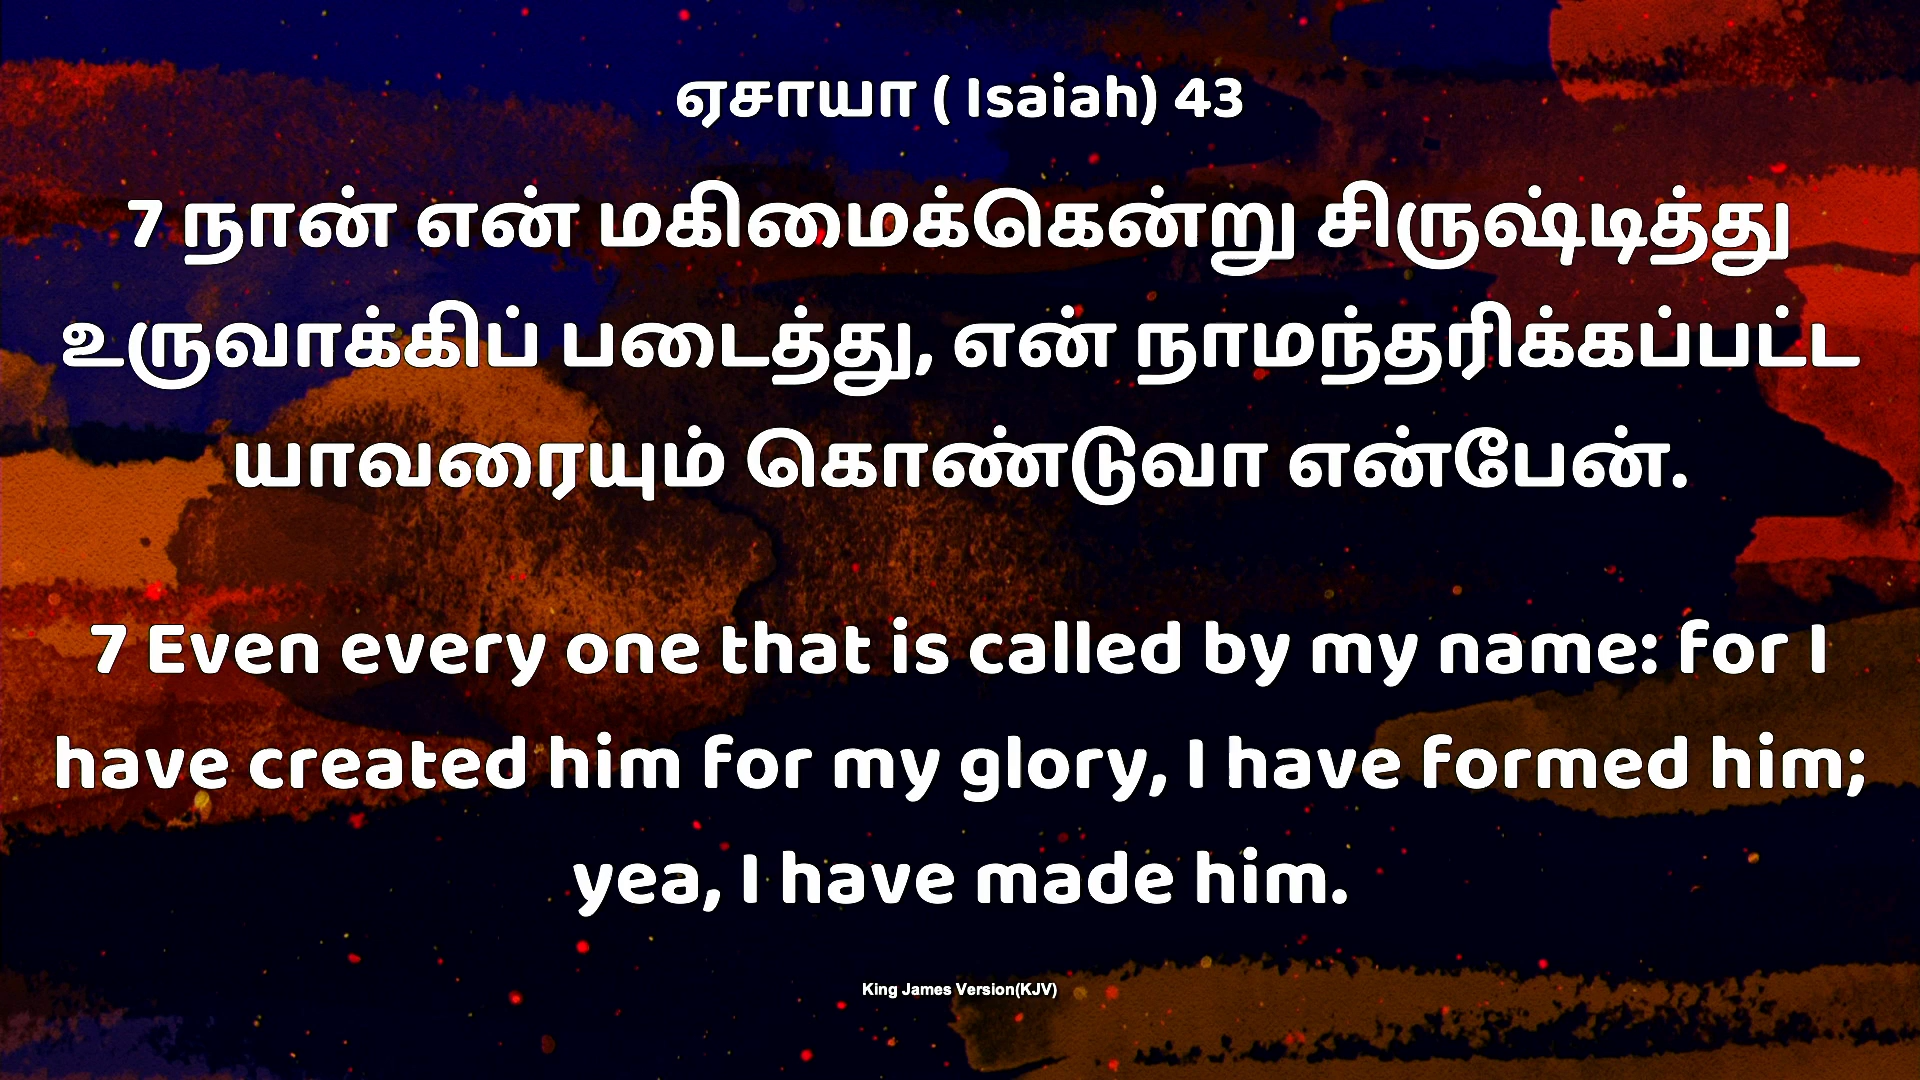 ஏசாயா ( Isaiah) 43
7 நான் என் மகிமைக்கென்று சிருஷ்டித்து
உருவாக்கிப் படைத்து, என் நாமந்தரிக்கப்பட்ட
யாவரையும் கொண்டுவா என்பேன்.
7 Even every one that is called by my name: for I
have created him for my glory, I have formed him;
yea, I have made him.
King James Version(KJV)